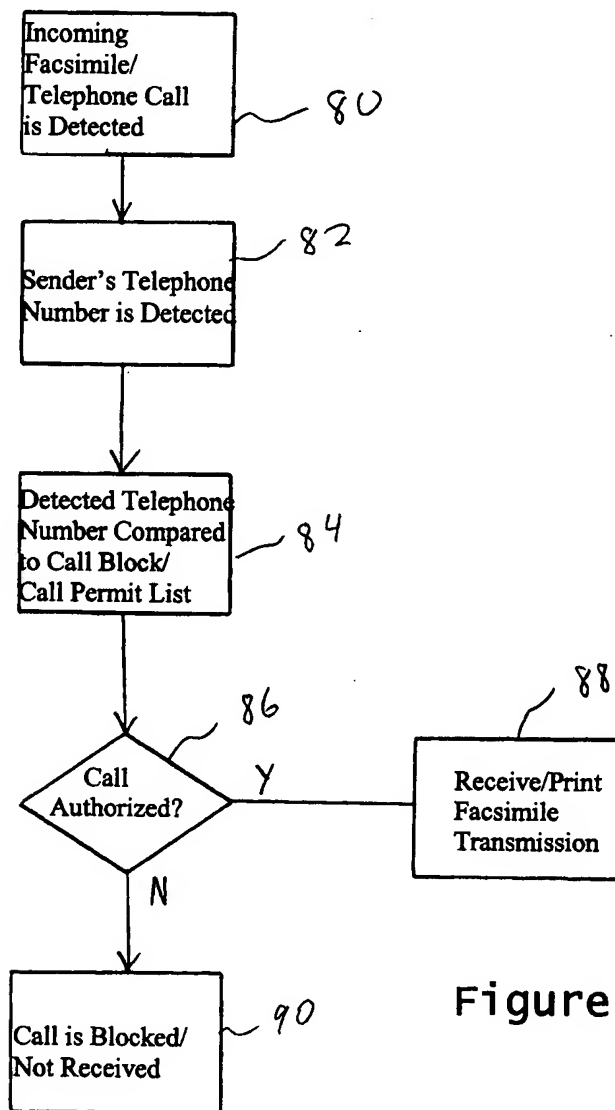 Incoming
Facsimile/
Telephone Call
is Detected
80
Sender's Telephone
Number is Detected
82
Detected Telephone
Number Compared
to Call Block/
Call Permit List
84
Call
Authorized?
86
Y
Receive/Print
Facsimile
Transmission
88
N
Call is Blocked/
Not Received
90
Figure